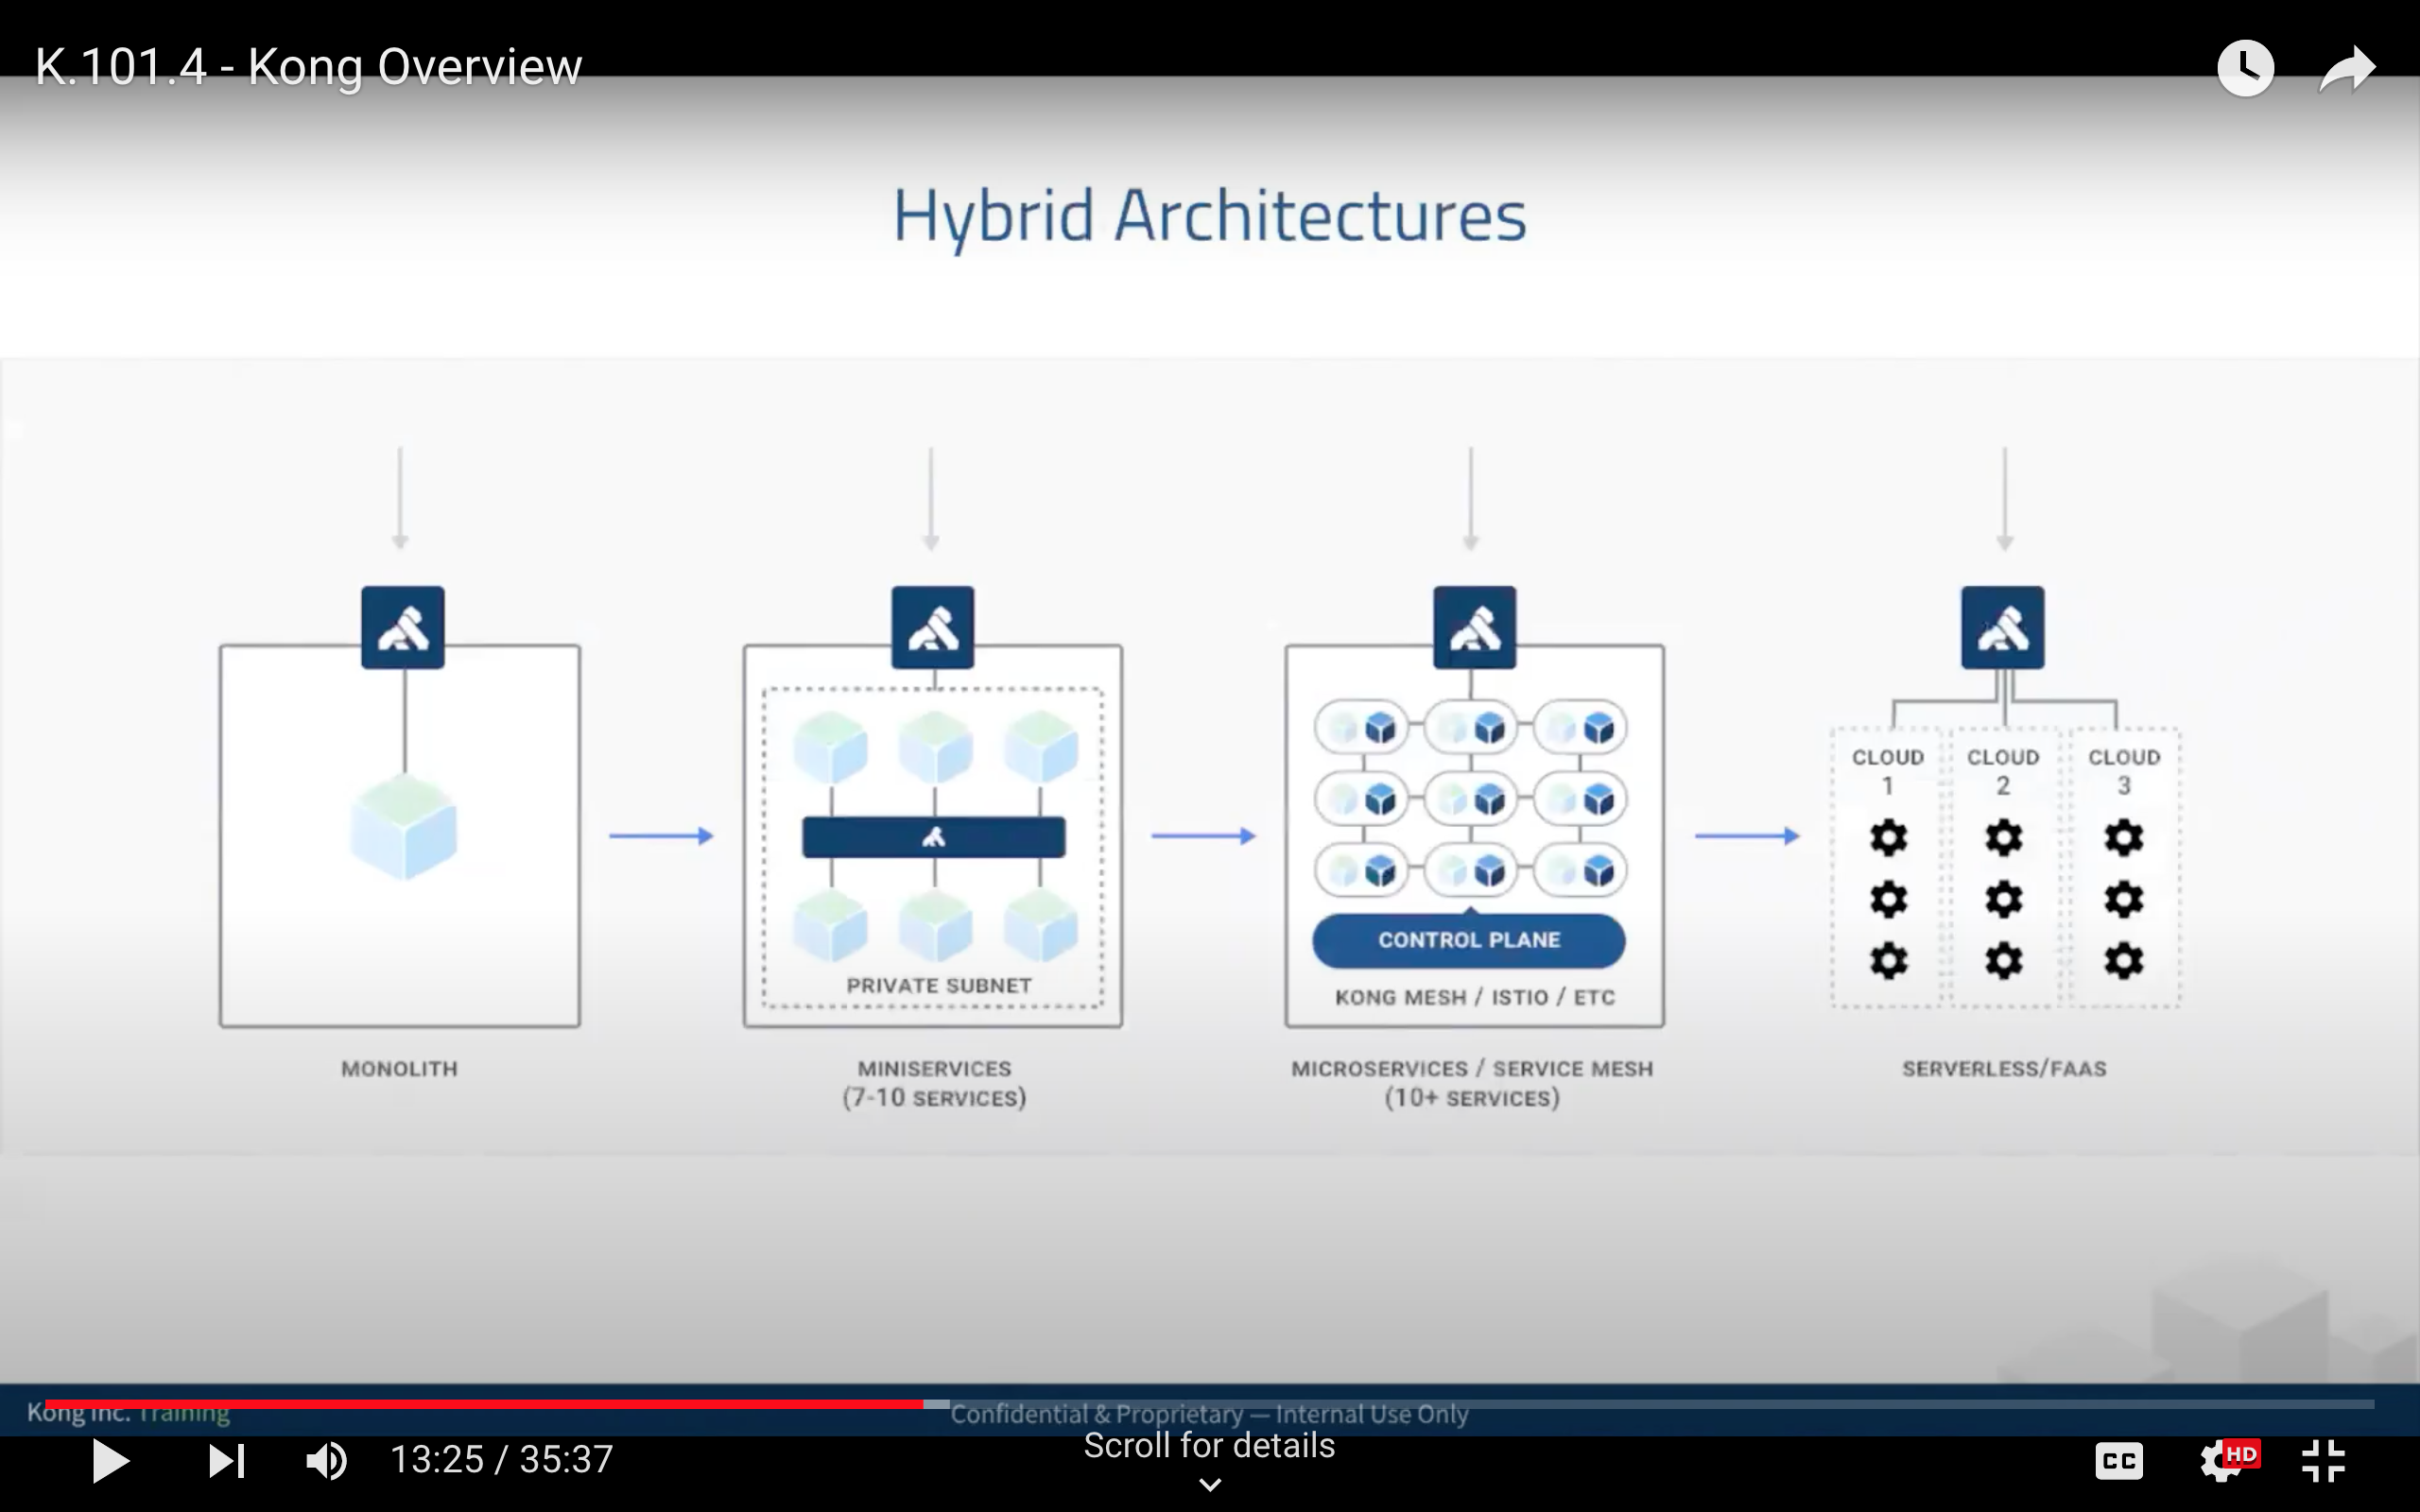 K.101.4 - Kong Overview
Hybrid Architectures
CLOUD
1
CLOUD
2
CLOUD
3
PRIVATE SUBNET
CONTROL PLANE
KONG MESH / ISTIO / ETC
MONOLITH
MINISERVICES
(7-10 SERVICES)
MICROSERVICES / SERVICE MESH
(10+ SERVICES)
SERVERLESS/FAAS
Kong Inc. Training
Confidential & Proprietary — Internal Use Only
Scroll for details
13:25 / 35:37
CC
HD